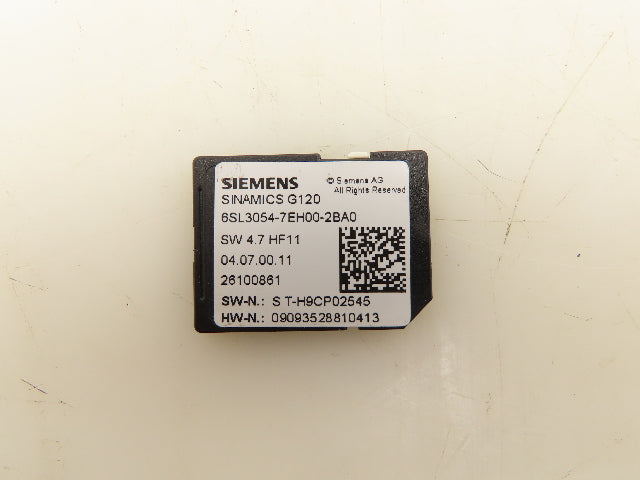 SIEMENS
© Siemens AG
All Rights Reserved
SINAMICS G120
6SL3054-7EH00-2BA0
SW 4.7 HF11
04.07.00.11
26100861
SW-N.: S T-H9CP02545
HW-N.: 09093528810413